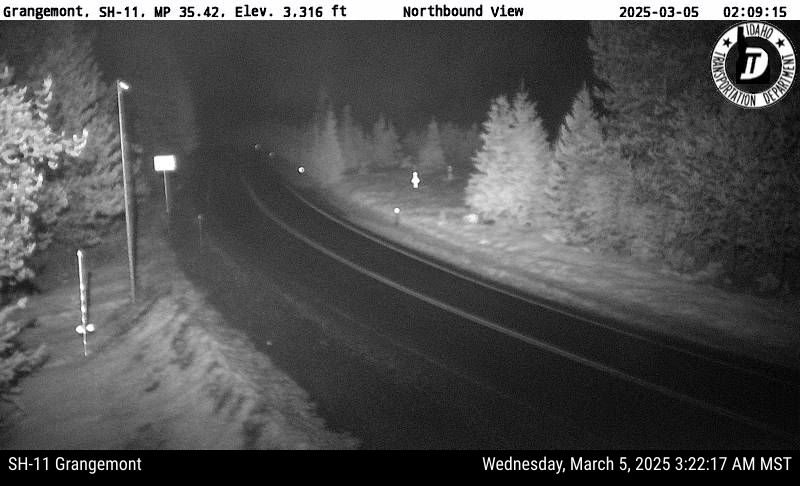 Grangemont, SH-11, MP 35.42, Elev. 3,316 ft Northbound View 2025-03-05 02:09:15
IDAHO
TRANSPORTATION DEPARTMENT
SH-11 Grangemont Wednesday, March 5, 2025 3:22:17 AM MST